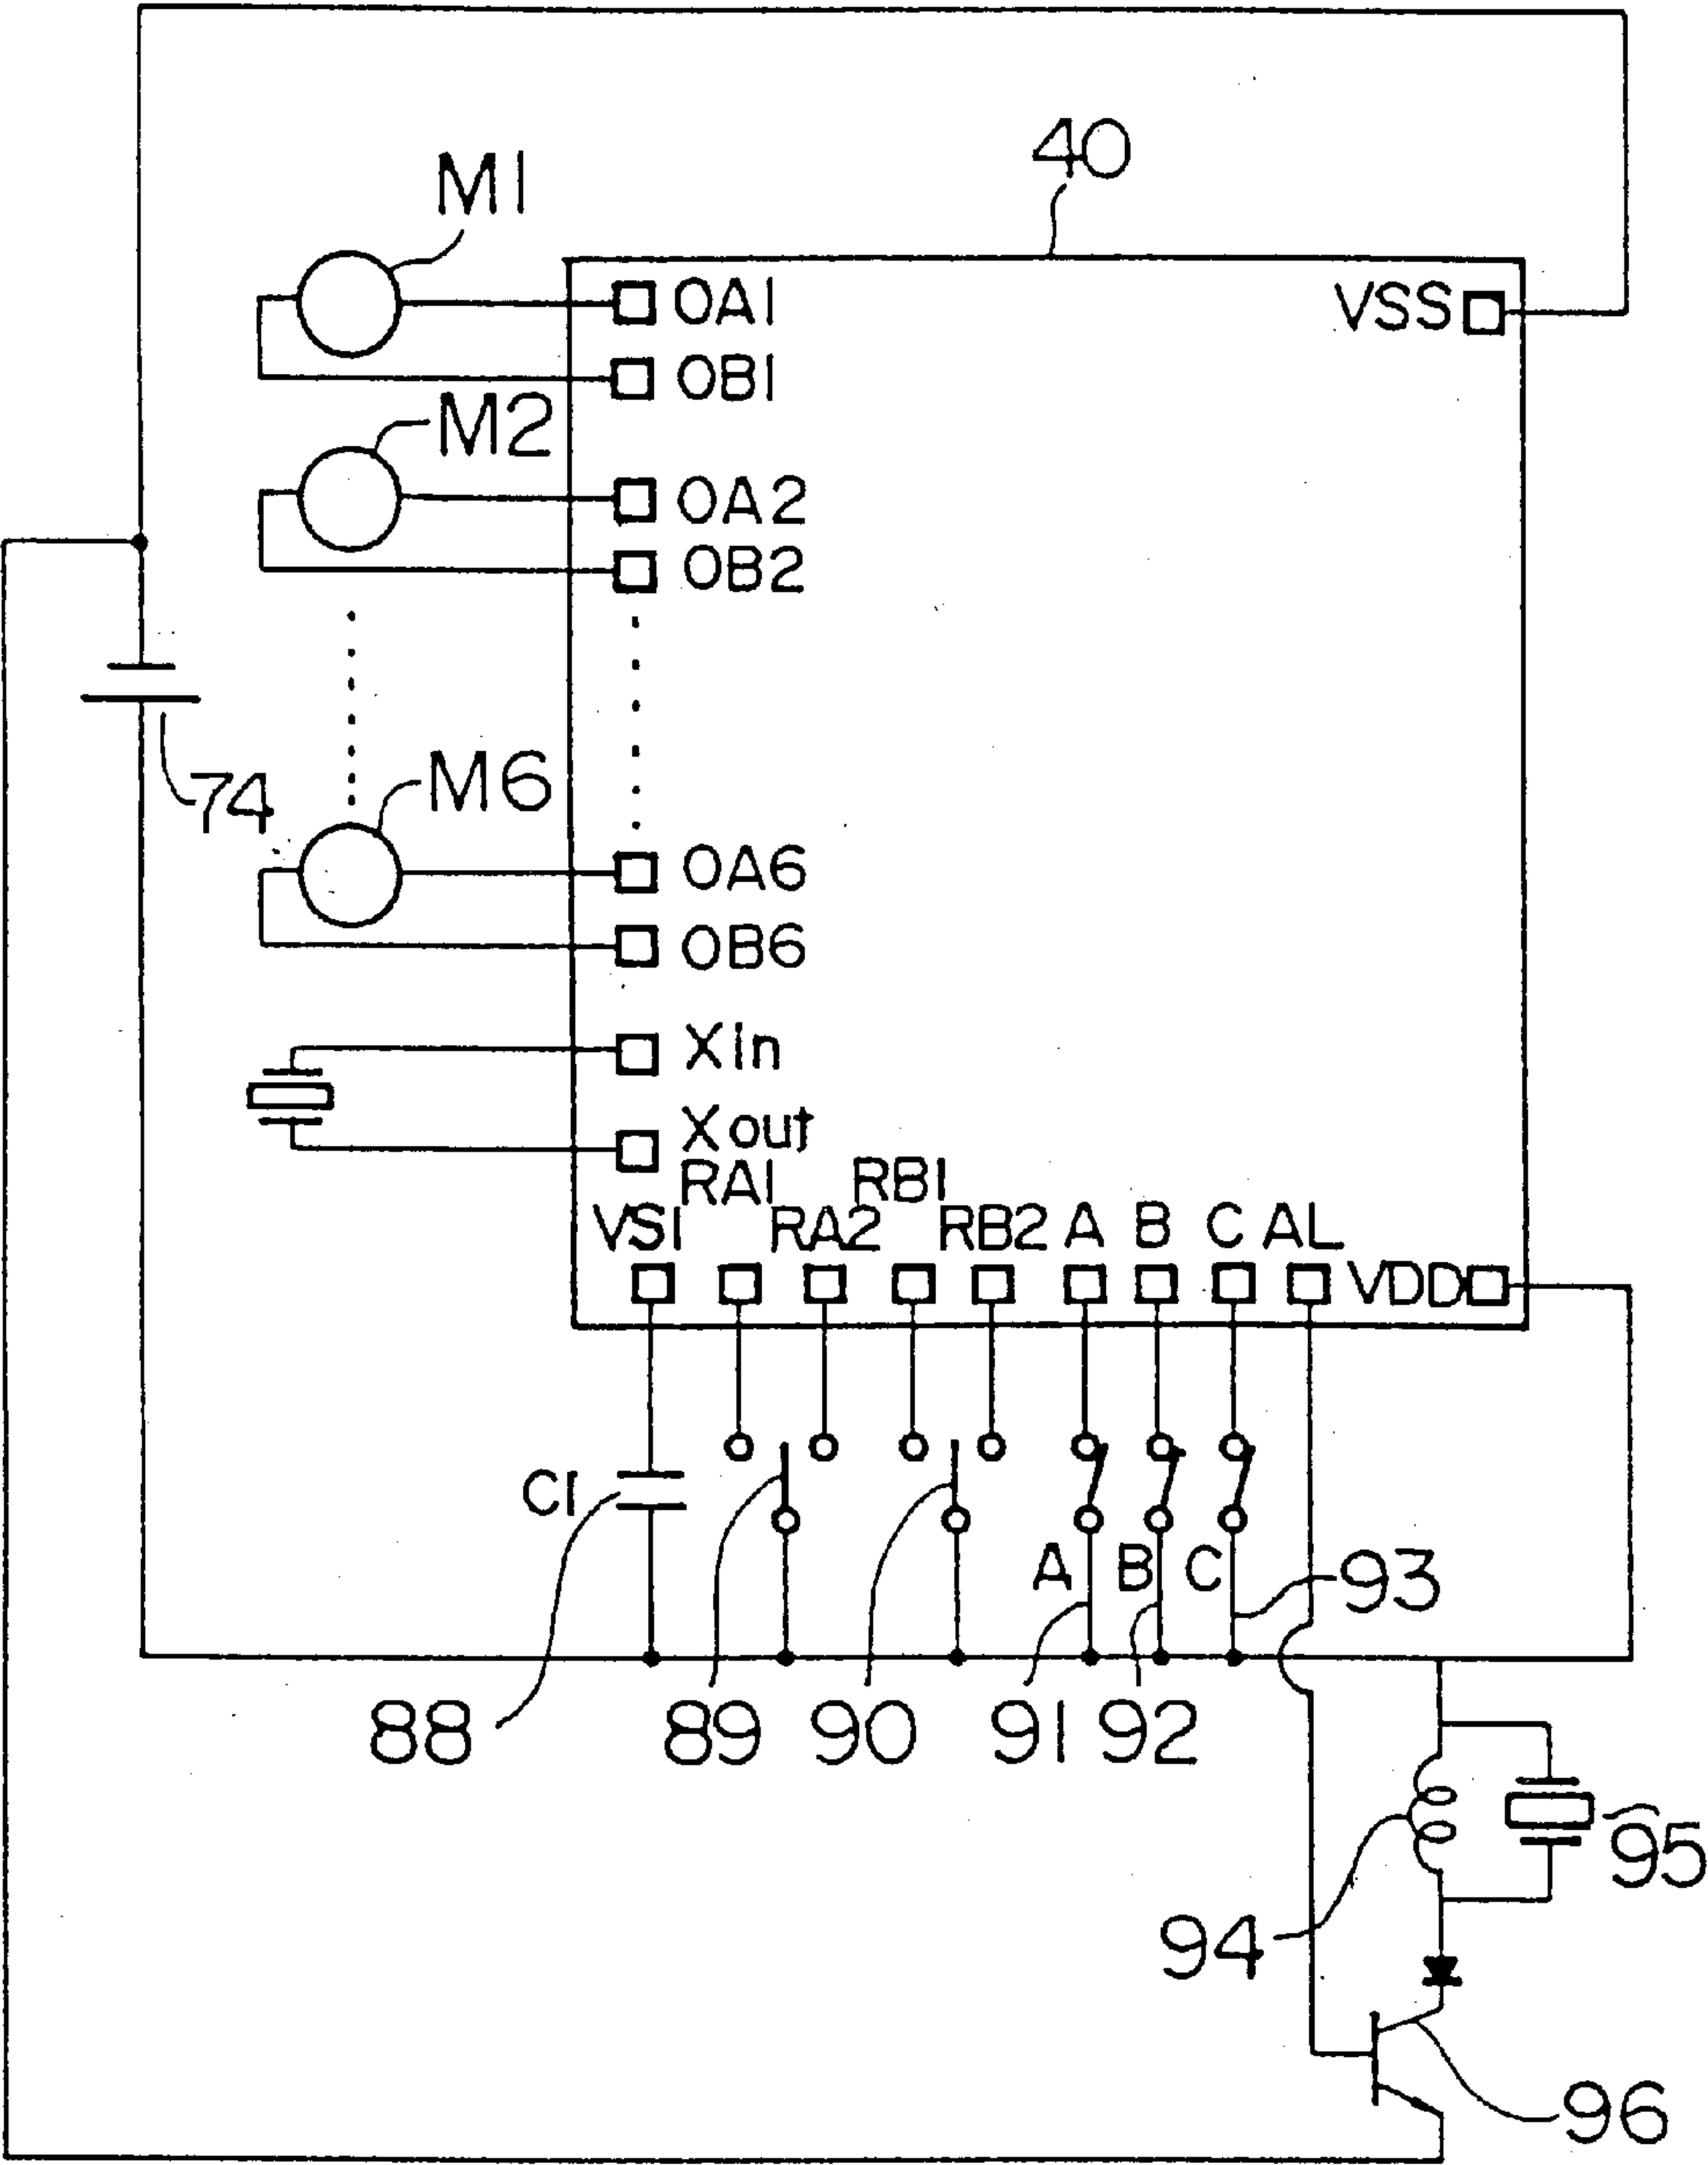 40
M1
OA1
VSS
OB1
M2
OA2
OB2
74
M6
OA6
OB6
XIn
Xout
RA1
RB1
VS1
RA2
RB2
A
B
C
AL
VDD
C1
A
B
C
93
88
89
90
91
92
95
94
96